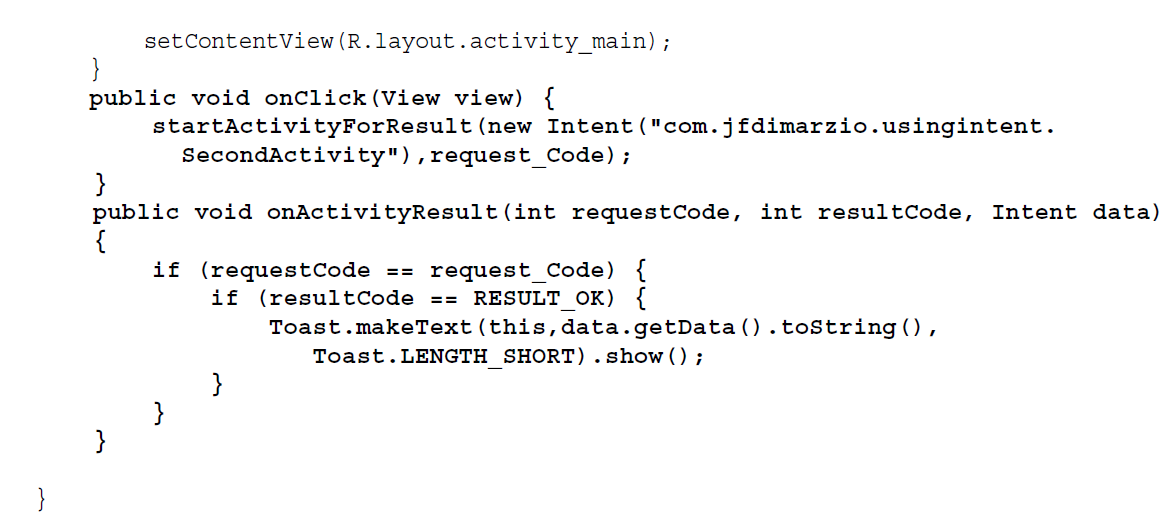 setContentView(R.layout.activity_main);
}
public void onClick(View view) {
startActivityForResult(new Intent("com.jfdimarzio.usingintent.
SecondActivity"),request_Code);
}
public void onActivityResult(int requestCode, int resultCode, Intent data)
{
if (requestCode == request_Code) {
if (resultCode == RESULT_OK) {
Toast.makeText(this,data.getData().toString(),
Toast.LENGTH_SHORT).show();
}
}
}
}